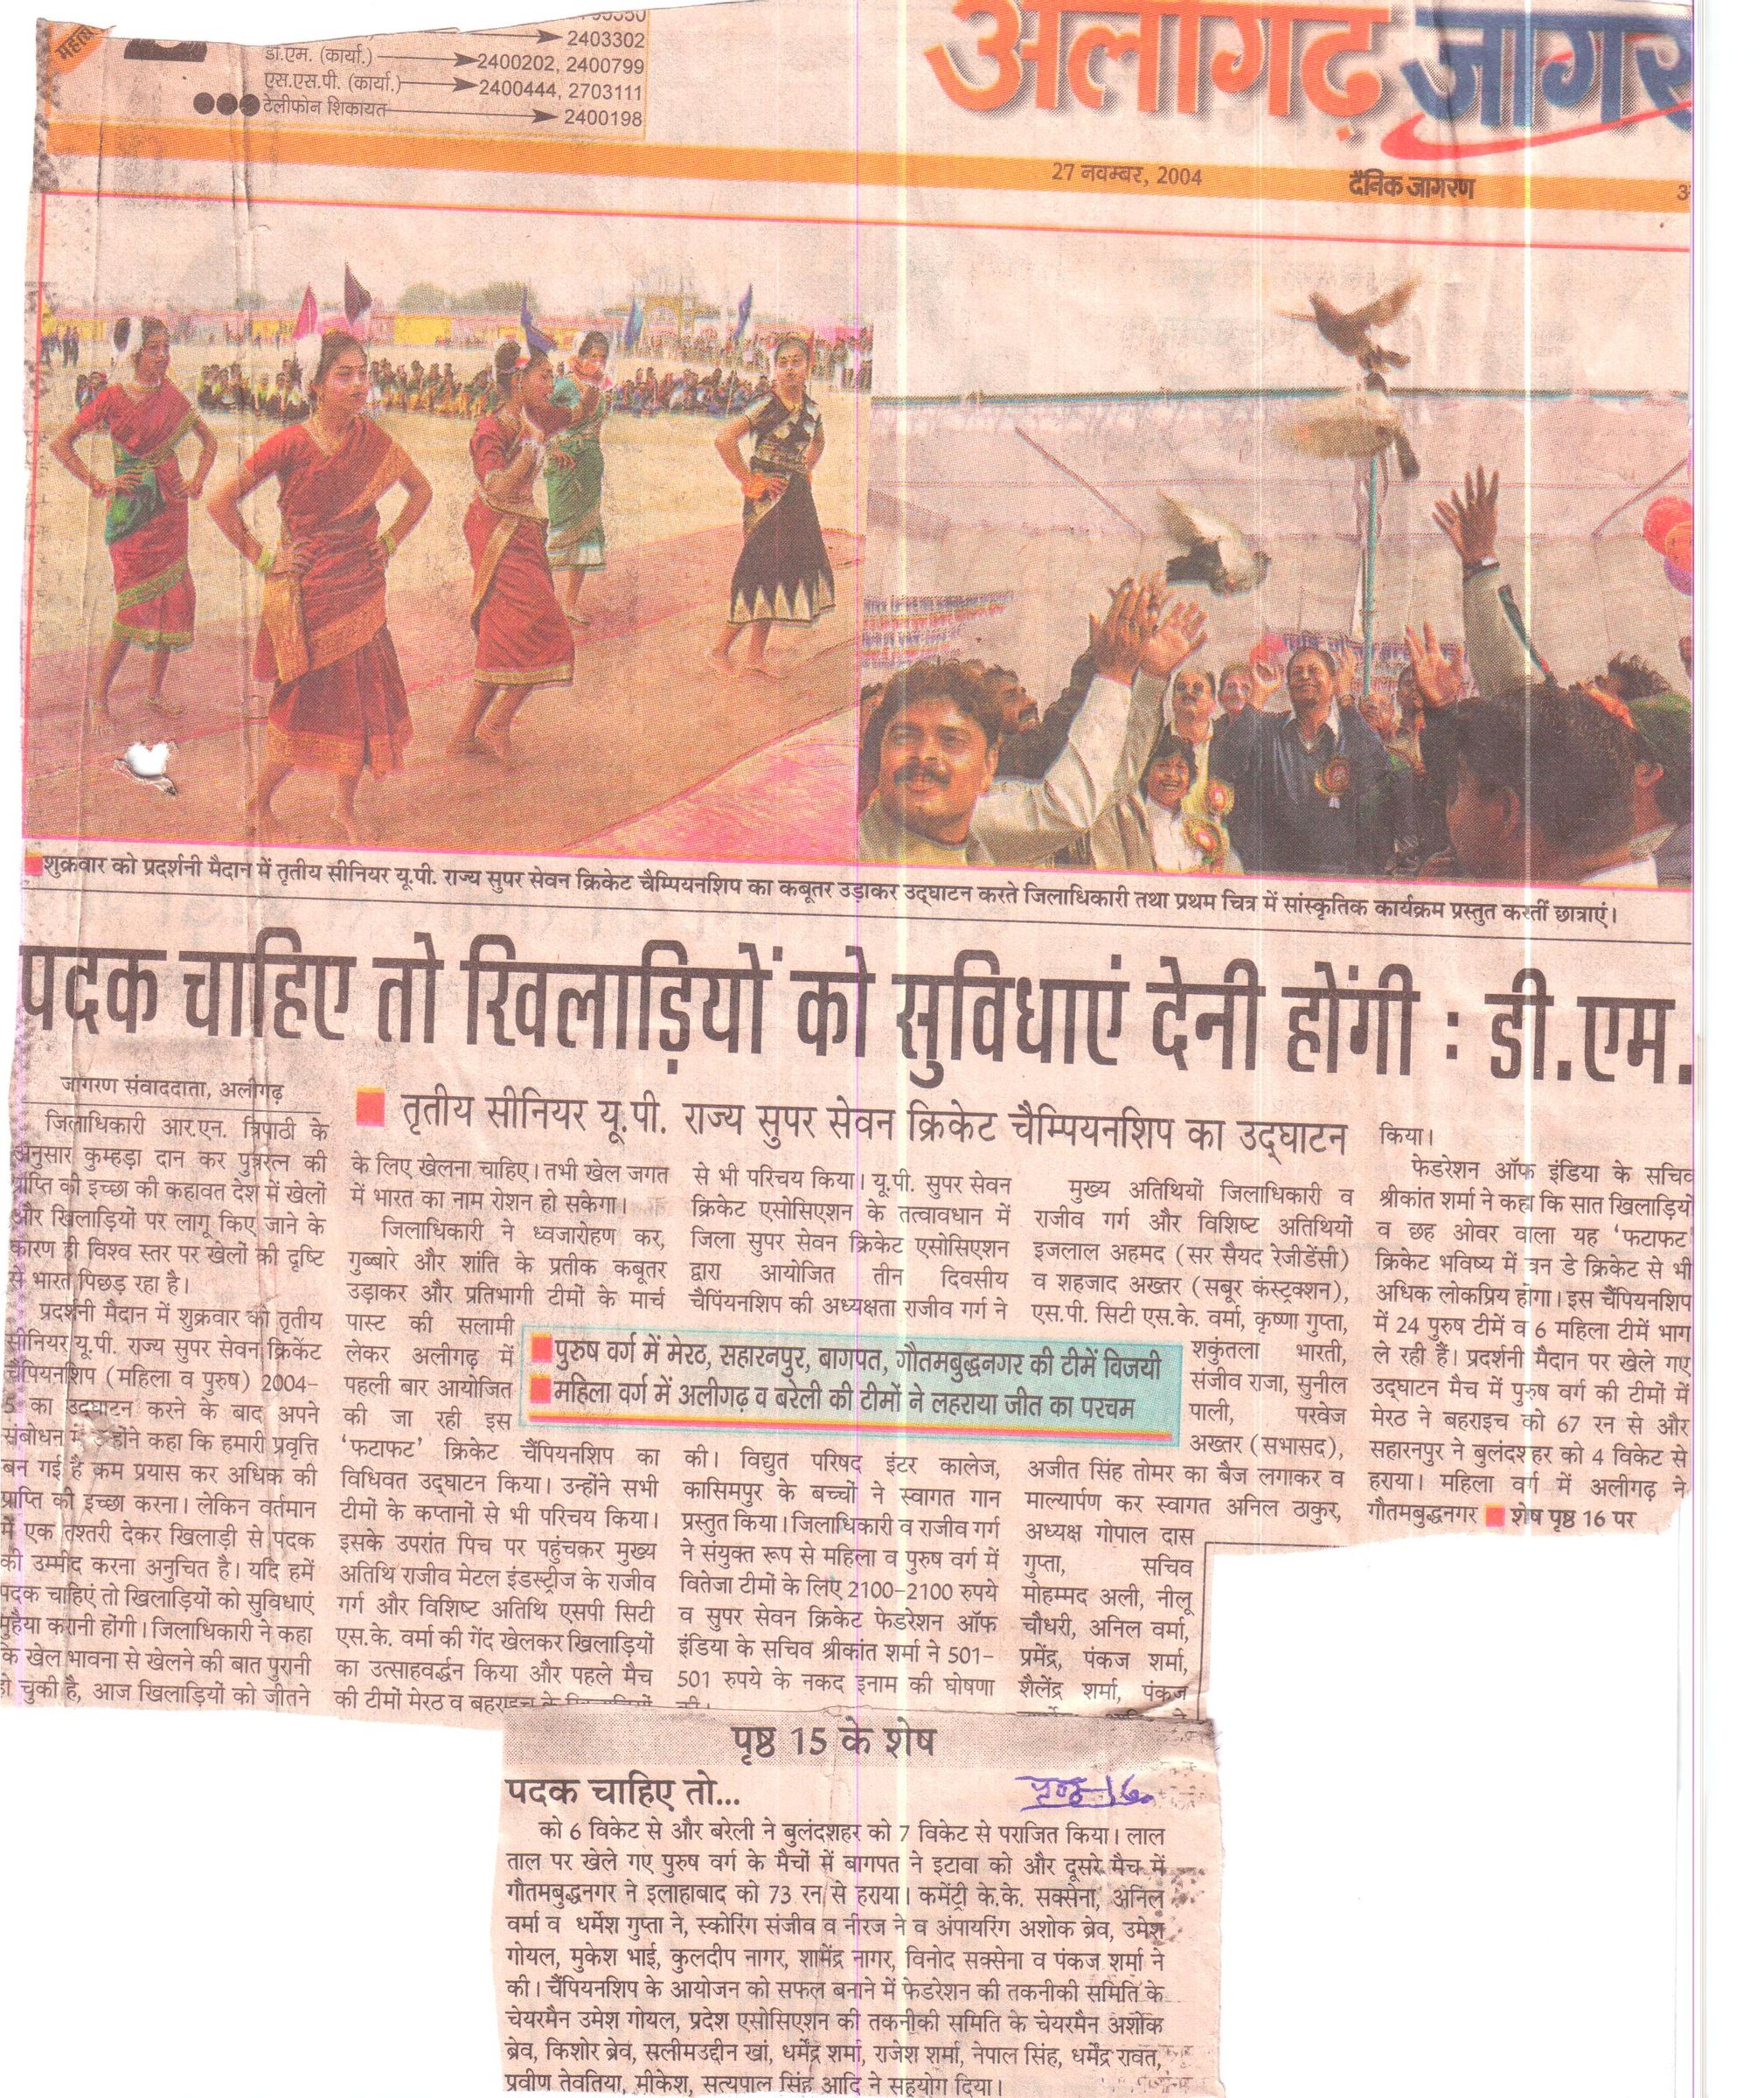 महा
2403302
डी.एम. (कार्या.) 2400202, 2400799
एस.एस.पी. (कार्या.) 2400444, 2703111
टेलीफोन शिकायत 2400198
अलीगढ़ जागर
27 नवम्बर, 2004
दैनिक जागरण
शुक्रवार को प्रदर्शनी मैदान में तृतीय सीनियर यू.पी. राज्य सुपर सेवन क्रिकेट चैम्पियनशिप का कबूतर उड़ाकर उद्घाटन करते जिलाधिकारी तथा प्रथम चित्र में सांस्कृतिक कार्यक्रम प्रस्तुत करतीं छात्राएं।
पदक चाहिए तो खिलाड़ियों को सुविधाएं देनी होंगी : डी.एम.
जागरण संवाददाता, अलीगढ़
तृतीय सीनियर यू.पी. राज्य सुपर सेवन क्रिकेट चैम्पियनशिप का उद्घाटन
जिलाधिकारी आर.एन. त्रिपाठी के
अनुसार कुम्हड़ा दान कर पुत्ररत्न की
प्राप्ति की इच्छा की कहावत देश में खेलों
और खिलाड़ियों पर लागू किए जाने के
कारण ही विश्व स्तर पर खेलों की दृष्टि
से भारत पिछड़ रहा है।
प्रदर्शनी मैदान में शुक्रवार को तृतीय
सीनियर यू.पी. राज्य सुपर सेवन क्रिकेट
चैंपियनशिप (महिला व पुरुष) 2004-
5 का उद्घाटन करने के बाद अपने
संबोधन में उन्होंने कहा कि हमारी प्रवृत्ति
बन गई है कम प्रयास कर अधिक की
प्राप्ति की इच्छा करना। लेकिन वर्तमान
में एक तश्तरी देकर खिलाड़ी से पदक
की उम्मीद करना अनुचित है। यदि हमें
पदक चाहिएं तो खिलाड़ियों को सुविधाएं
मुहैया करानी होंगी। जिलाधिकारी ने कहा
के खेल भावना से खेलने की बात पुरानी
हो चुकी है, आज खिलाड़ियों को जीतने
के लिए खेलना चाहिए। तभी खेल जगत
में भारत का नाम रोशन हो सकेगा।
जिलाधिकारी ने ध्वजारोहण कर,
गुब्बारे और शांति के प्रतीक कबूतर
उड़ाकर और प्रतिभागी टीमों के मार्च
पास्ट की सलामी
लेकर अलीगढ़ में
पहली बार आयोजित
की जा रही इस
'फटाफट' क्रिकेट चैंपियनशिप का
विधिवत उद्घाटन किया। उन्होंने सभी
टीमों के कप्तानों से भी परिचय किया।
इसके उपरांत पिच पर पहुंचकर मुख्य
अतिथि राजीव मेटल इंडस्ट्रीज के राजीव
गर्ग और विशिष्ट अतिथि एसपी सिटी
एस.के. वर्मा की गेंद खेलकर खिलाड़ियों
का उत्साहवर्द्धन किया और पहले मैच
की टीमों मेरठ व बहराइच के खिलाड़ियों
से भी परिचय किया। यू.पी. सुपर सेवन
क्रिकेट एसोसिएशन के तत्वावधान में
जिला सुपर सेवन क्रिकेट एसोसिएशन
द्वारा आयोजित तीन दिवसीय
चैपिंयनशिप की अध्यक्षता राजीव गर्ग ने
पुरुष वर्ग में मेरठ, सहारनपुर, बागपत, गौतमबुद्धनगर की टीमें विजयी
महिला वर्ग में अलीगढ़ व बरेली की टीमों ने लहराया जीत का परचम
की। विद्युत परिषद इंटर कालेज,
कासिमपुर के बच्चों ने स्वागत गान
प्रस्तुत किया। जिलाधिकारी व राजीव गर्ग
ने संयुक्त रूप से महिला व पुरुष वर्ग में
वितेजा टीमों के लिए 2100-2100 रुपये
व सुपर सेवन क्रिकेट फेडरेशन ऑफ
इंडिया के सचिव श्रीकांत शर्मा ने 501-
501 रुपये के नकद इनाम की घोषणा
की।
मुख्य अतिथियों जिलाधिकारी व
राजीव गर्ग और विशिष्ट अतिथियों
इजलाल अहमद (सर सैयद रेजीडेंसी)
व शहजाद अख्तर (सबूर कंस्ट्रक्शन),
एस.पी. सिटी एस.के. वर्मा, कृष्णा गुप्ता,
शकुंतला भारती,
संजीव राजा, सुनील
पाली, परवेज
अख्तर (सभासद),
अजीत सिंह तोमर का बैज लगाकर व
माल्यार्पण कर स्वागत अनिल ठाकुर,
अध्यक्ष गोपाल दास
गुप्ता, सचिव
मोहम्मद अली, नीलू
चौधरी, अनिल वर्मा,
प्रमेंद्र, पंकज शर्मा,
शैलेंद्र शर्मा, पंकज
किया।
फेडरेशन ऑफ इंडिया के सचिव
श्रीकांत शर्मा ने कहा कि सात खिलाड़ियों
व छह ओवर वाला यह 'फटाफट'
क्रिकेट भविष्य में वन डे क्रिकेट से भी
अधिक लोकप्रिय होगा। इस चैंपियनशिप
में 24 पुरुष टीमें व 6 महिला टीमें भाग
ले रही हैं। प्रदर्शनी मैदान पर खेले गए
उद्घाटन मैच में पुरुष वर्ग की टीमों में
मेरठ ने बहराइच को 67 रन से और
सहारनपुर ने बुलंदशहर को 4 विकेट से
हराया। महिला वर्ग में अलीगढ़ ने
गौतमबुद्धनगर शेष पृष्ठ 16 पर
पृष्ठ 15 के शेष
पदक चाहिए तो...
पृष्ठ-16
को 6 विकेट से और बरेली ने बुलंदशहर को 7 विकेट से पराजित किया। लाल
ताल पर खेले गए पुरुष वर्ग के मैचों में बागपत ने इटावा को और दूसरे मैच में
गौतमबुद्धनगर ने इलाहाबाद को 73 रन से हराया। कमेंट्री के.के. सक्सेना, अनिल
वर्मा व धर्मेश गुप्ता ने, स्कोरिंग संजीव व नीरज ने व अंपायरिंग अशोक ब्रेव, उमेश
गोयल, मुकेश भाई, कुलदीप नागर, शामेंद्र नागर, विनोद सक्सेना व पंकज शर्मा ने
की। चैंपियनशिप के आयोजन को सफल बनाने में फेडरेशन की तकनीकी समिति के
चेयरमैन उमेश गोयल, प्रदेश एसोसिएशन की तकनीकी समिति के चेयरमैन अशोक
ब्रेव, किशोर ब्रेव, सलीमउद्दीन खां, धर्मेंद्र शर्मा, राजेश शर्मा, नेपाल सिंह, धर्मेंद्र रावत,
प्रवीण तेवतिया, मीकेश, सत्यपाल सिंह आदि ने सहयोग दिया।